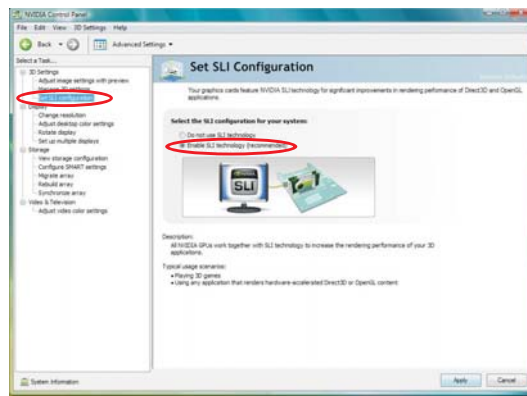 NVIDIA Control Panel
File Edit View 3D Settings Help
Back Advanced Settings
Select a Task...
3D Settings
Adjust image settings with preview
Manage 3D settings
Set SLI configuration
Display
Change resolution
Adjust desktop color settings
Rotate display
Set up multiple displays
Storage
View storage configuration
Configure SMART settings
Migrate array
Rebuild array
Synchronize array
Video & Television
Adjust video color settings
System Information
Set SLI Configuration
Your graphics cards feature NVIDIA SLI technology for significant improvements in rendering performance of Direct3D and OpenGL
applications.
Select the SLI configuration for your system:
Do not use SLI technology
Enable SLI technology (recommended)
SLI
Description:
All NVIDIA GPUs work together with SLI technology to increase the rendering performance of your 3D
applications.
Typical usage scenarios:
• Playing 3D games
• Using any application that renders hardware-accelerated Direct3D or OpenGL content
Apply Cancel